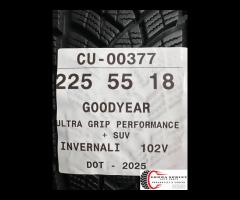 CU-00377
225 55 18
GOODYEAR
ULTRA GRIP PERFORMANCE
+ SUV
INVERNALI 102V
DOT - 2025